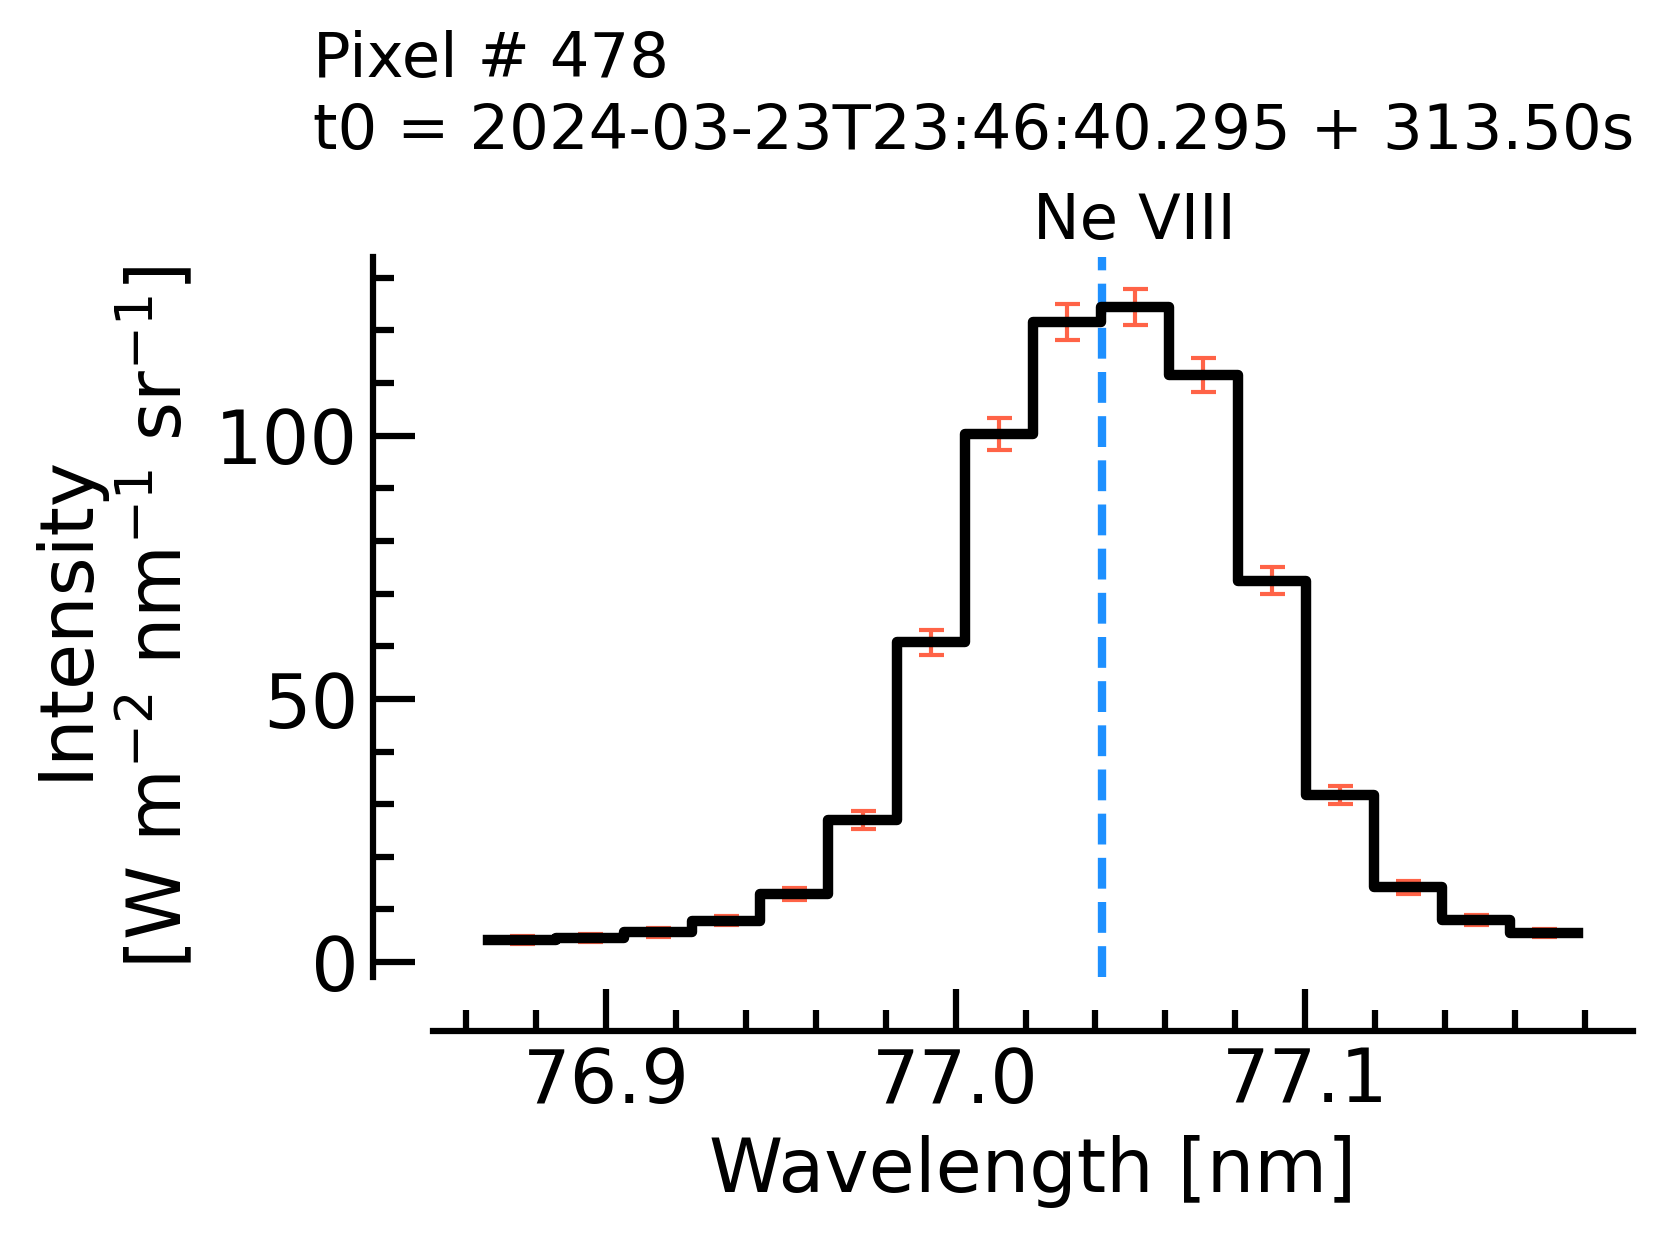 Pixel # 478
t0 = 2024-03-23T23:46:40.295 + 313.50s
Ne VIII
Intensity
[W m⁻² nm⁻¹ sr⁻¹]
100
50
0
76.9 77.0 77.1
Wavelength [nm]